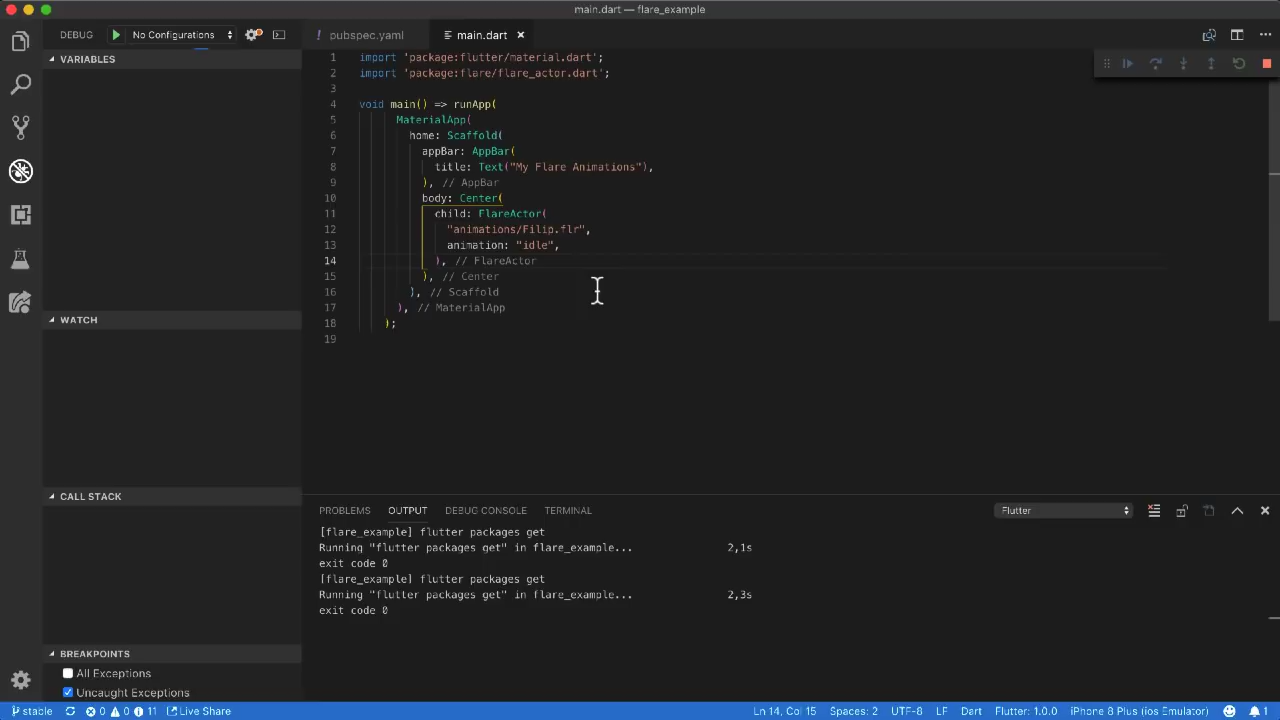 main.dart — flare_example
DEBUG No Configurations
pubspec.yaml main.dart
VARIABLES
WATCH
CALL STACK
BREAKPOINTS
All Exceptions
Uncaught Exceptions
1 import 'package:flutter/material.dart';
2 import 'package:flare/flare_actor.dart';
3
4 void main() => runApp(
5 MaterialApp(
6 home: Scaffold(
7 appBar: AppBar(
8 title: Text("My Flare Animations"),
9 ), // AppBar
10 body: Center(
11 child: FlareActor(
12 "animations/Filip.flr",
13 animation: "idle",
14 ), // FlareActor
15 ), // Center
16 ), // Scaffold
17 ), // MaterialApp
18 );
19
PROBLEMS OUTPUT DEBUG CONSOLE TERMINAL Flutter
[flare_example] flutter packages get
Running "flutter packages get" in flare_example... 2,1s
exit code 0
[flare_example] flutter packages get
Running "flutter packages get" in flare_example... 2,3s
exit code 0
stable 0 0 11 Live Share Ln 14, Col 15 Spaces: 2 UTF-8 LF Dart Flutter: 1.0.0 iPhone 8 Plus (ios Emulator) 1